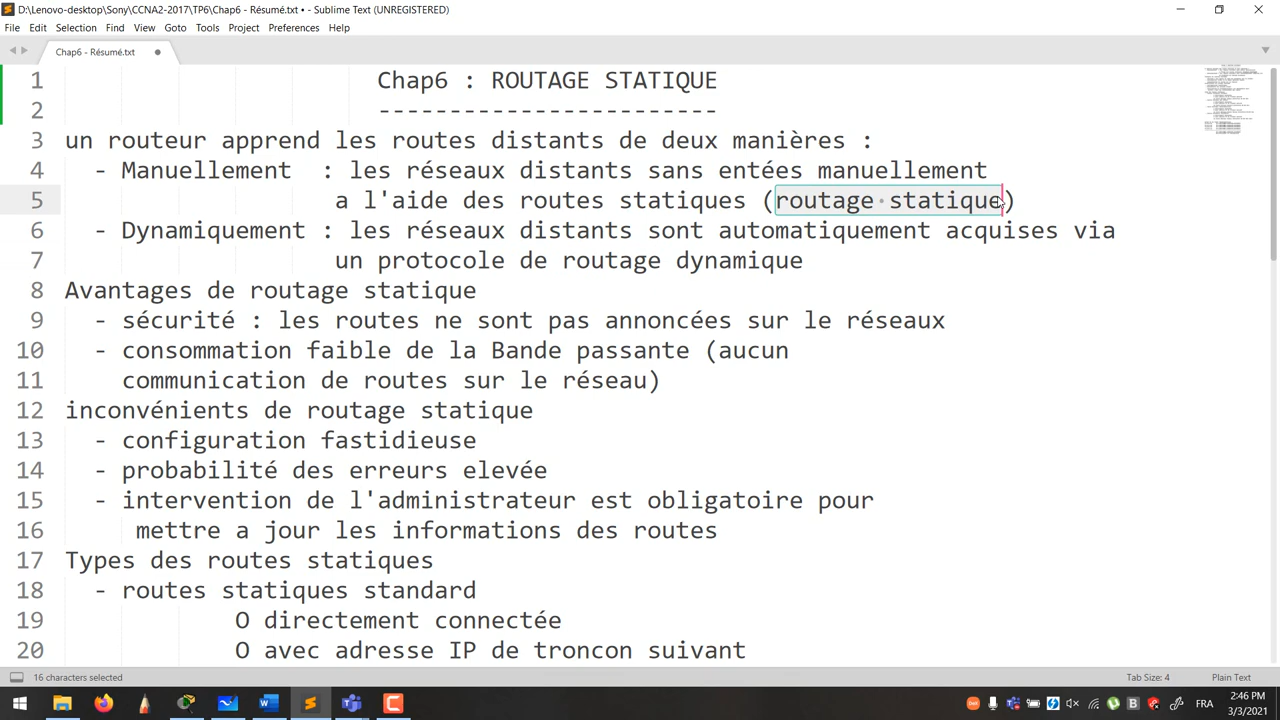 D:\Lenovo-desktop\Sony\CCNA2-2017\TP6\Chap6 - Résumé.txt • - Sublime Text (UNREGISTERED)
File Edit Selection Find View Goto Tools Project Preferences Help
Chap6 - Résumé.txt
1 Chap6 : ROUTAGE STATIQUE
2 ------------------------
3 un routeur apprend les routes distants de deux manières :
4 - Manuellement : les réseaux distants sans entées manuellement
5 a l'aide des routes statiques (routage statique)
6 - Dynamiquement : les réseaux distants sont automatiquement acquises via
7 un protocole de routage dynamique
8 Avantages de routage statique
9 - sécurité : les routes ne sont pas annoncées sur le réseaux
10 - consommation faible de la Bande passante (aucun
11 communication de routes sur le réseau)
12 inconvénients de routage statique
13 - configuration fastidieuse
14 - probabilité des erreurs elevée
15 - intervention de l'administrateur est obligatoire pour
16 mettre a jour les informations des routes
17 Types des routes statiques
18 - routes statiques standard
19 O directement connectée
20 O avec adresse IP de troncon suivant
16 characters selected Tab Size: 4 Plain Text
FRA
2:46 PM
3/3/2021